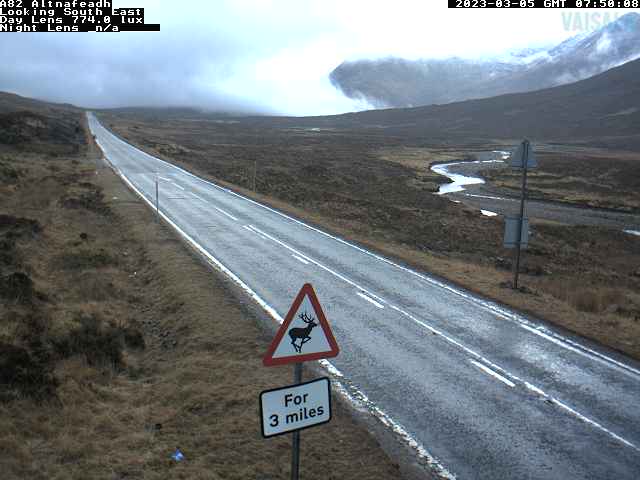 A82 Altnafeadh
2023-03-05 GMT 07:50:08
Looking South East
Day Lens 774.0 lux
Night Lens n/a
VAISALA
For
3 miles